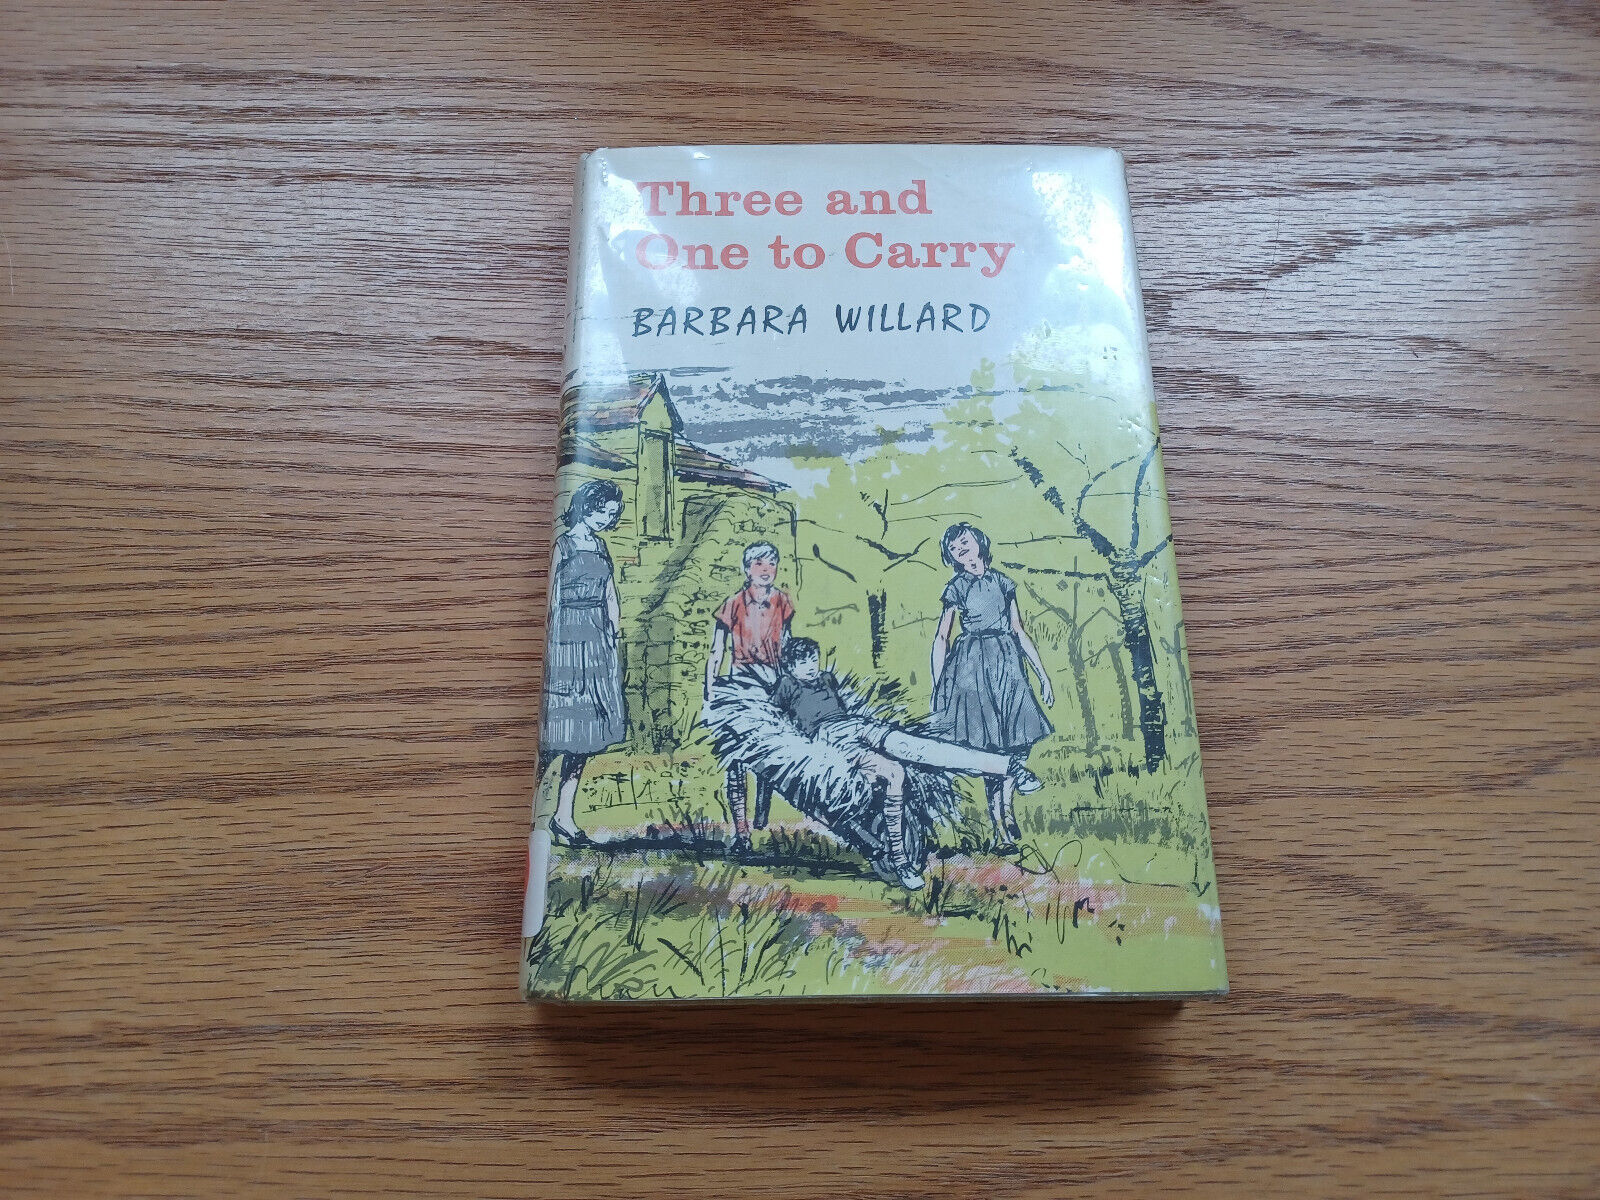 Three and
One to Carry
BARBARA WILLARD